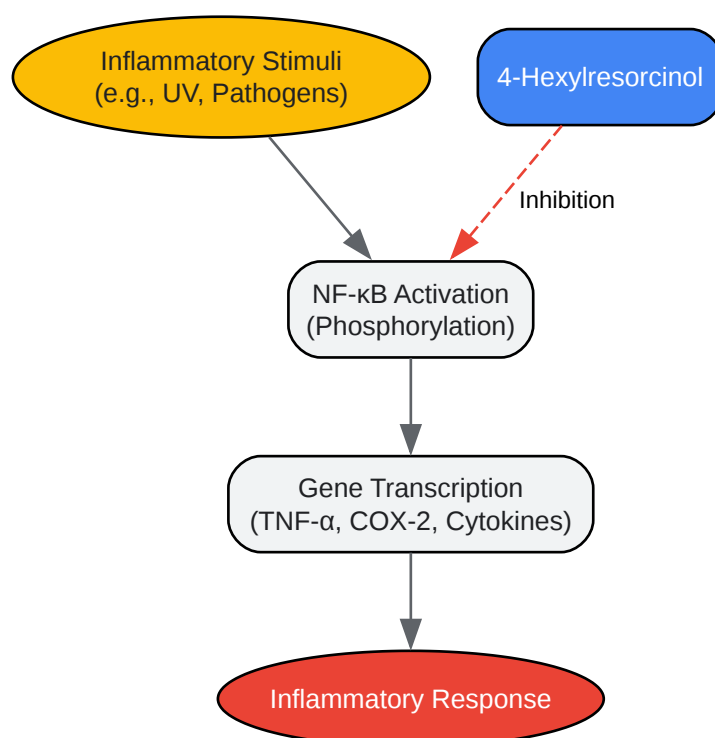 Inflammatory Stimuli
(e.g., UV, Pathogens)
4-Hexylresorcinol
Inhibition
NF-κB Activation
(Phosphorylation)
Gene Transcription
(TNF-α, COX-2, Cytokines)
Inflammatory Response